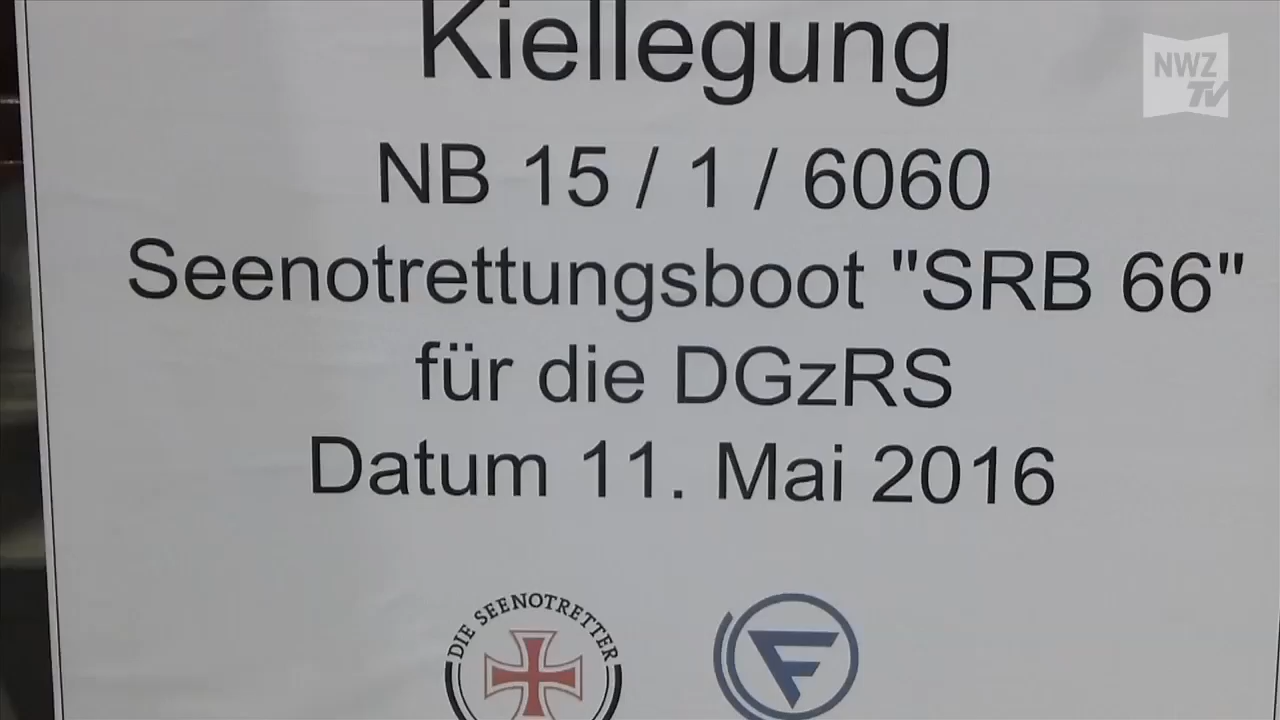 Kiellegung
NWZ
TV
NB 15 / 1 / 6060
Seenotrettungsboot "SRB 66"
für die DGzRS
Datum 11. Mai 2016
DIE SEENOTRETTER
F